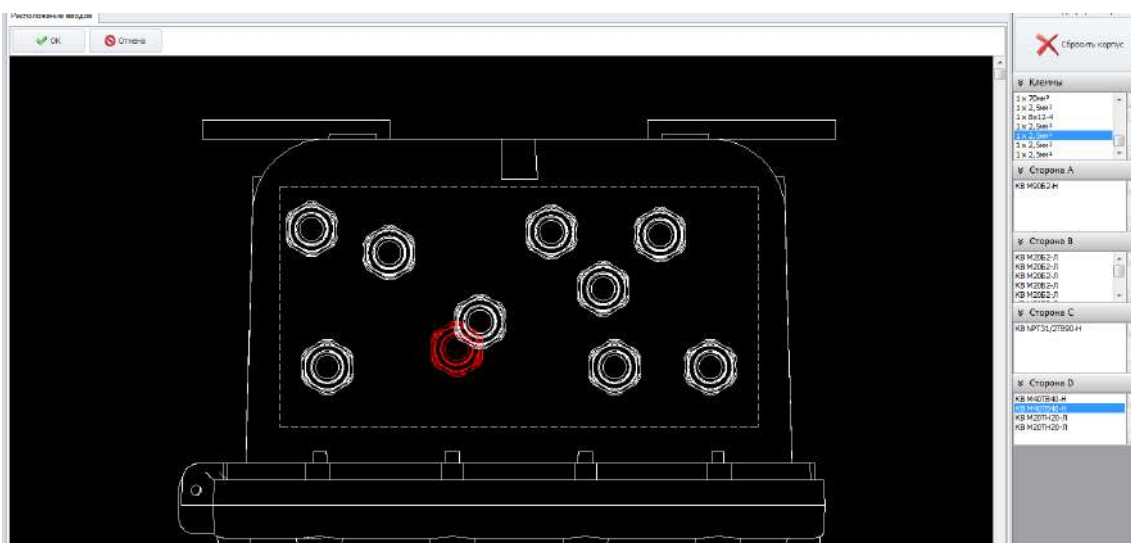 Расположение вводов
OK
Отмена
Сбросить корпус
Клеммы
1 x 70мм²
1 x 2,5мм²
1 x 8x12-4
1 x 2,5мм²
1 x 2,5мм²
1 x 2,5мм²
1 x 2,5мм²
Сторона A
КВ М90Б2-Н
Сторона B
КВ М20Б2-Л
КВ М20Б2-Л
КВ М20Б2-Л
КВ М20Б2-Л
КВ М20Б2-Л
Сторона C
КВ NPT31/2ТВ90-Н
Сторона D
КВ М40ТВ40-Н
КВ М40ТВ40-Н
КВ М20ТН20-Л
КВ М20ТН20-Л